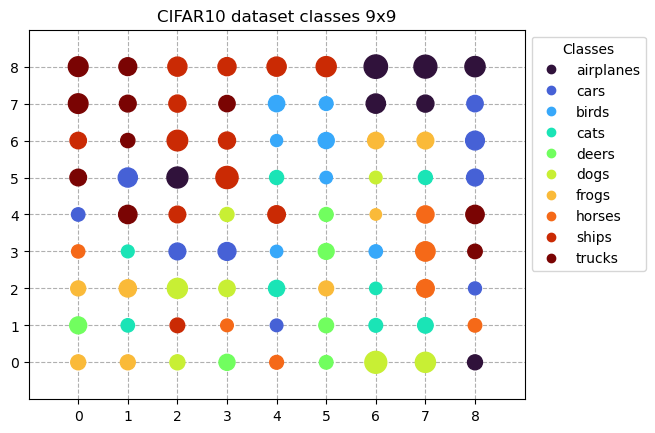 CIFAR10 dataset classes 9x9
8
7
6
5
4
3
2
1
0
0 1 2 3 4 5 6 7 8
Classes
airplanes
cars
birds
cats
deers
dogs
frogs
horses
ships
trucks